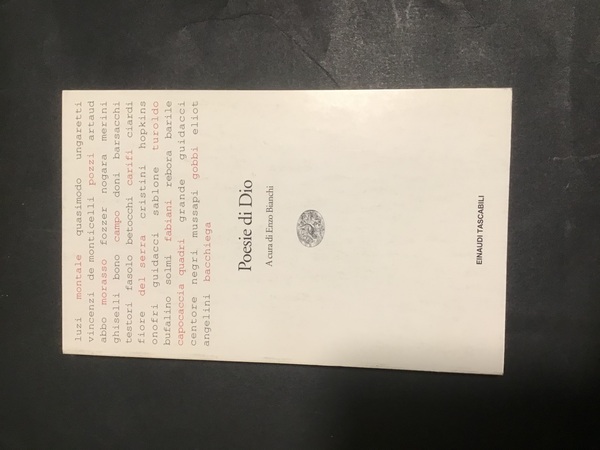 luzi montale quasimodo ungaretti
vincenzi de monticelli pozzi artaud
abbo morasso fozzer nogara merini
ghiselli bono campo doni barsacchi
testori fasolo betocchi carifi ciardi
fiore del serra cristini hopkins
onofri guidacci sablone turoldo
bufalino solmi fabiani rebora barile
capocaccia quadri grande guidacci
centore negri mussapi gobbi eliot
angelini bacchiega
Poesie di Dio
A cura di Enzo Bianchi
EINAUDI TASCABILI